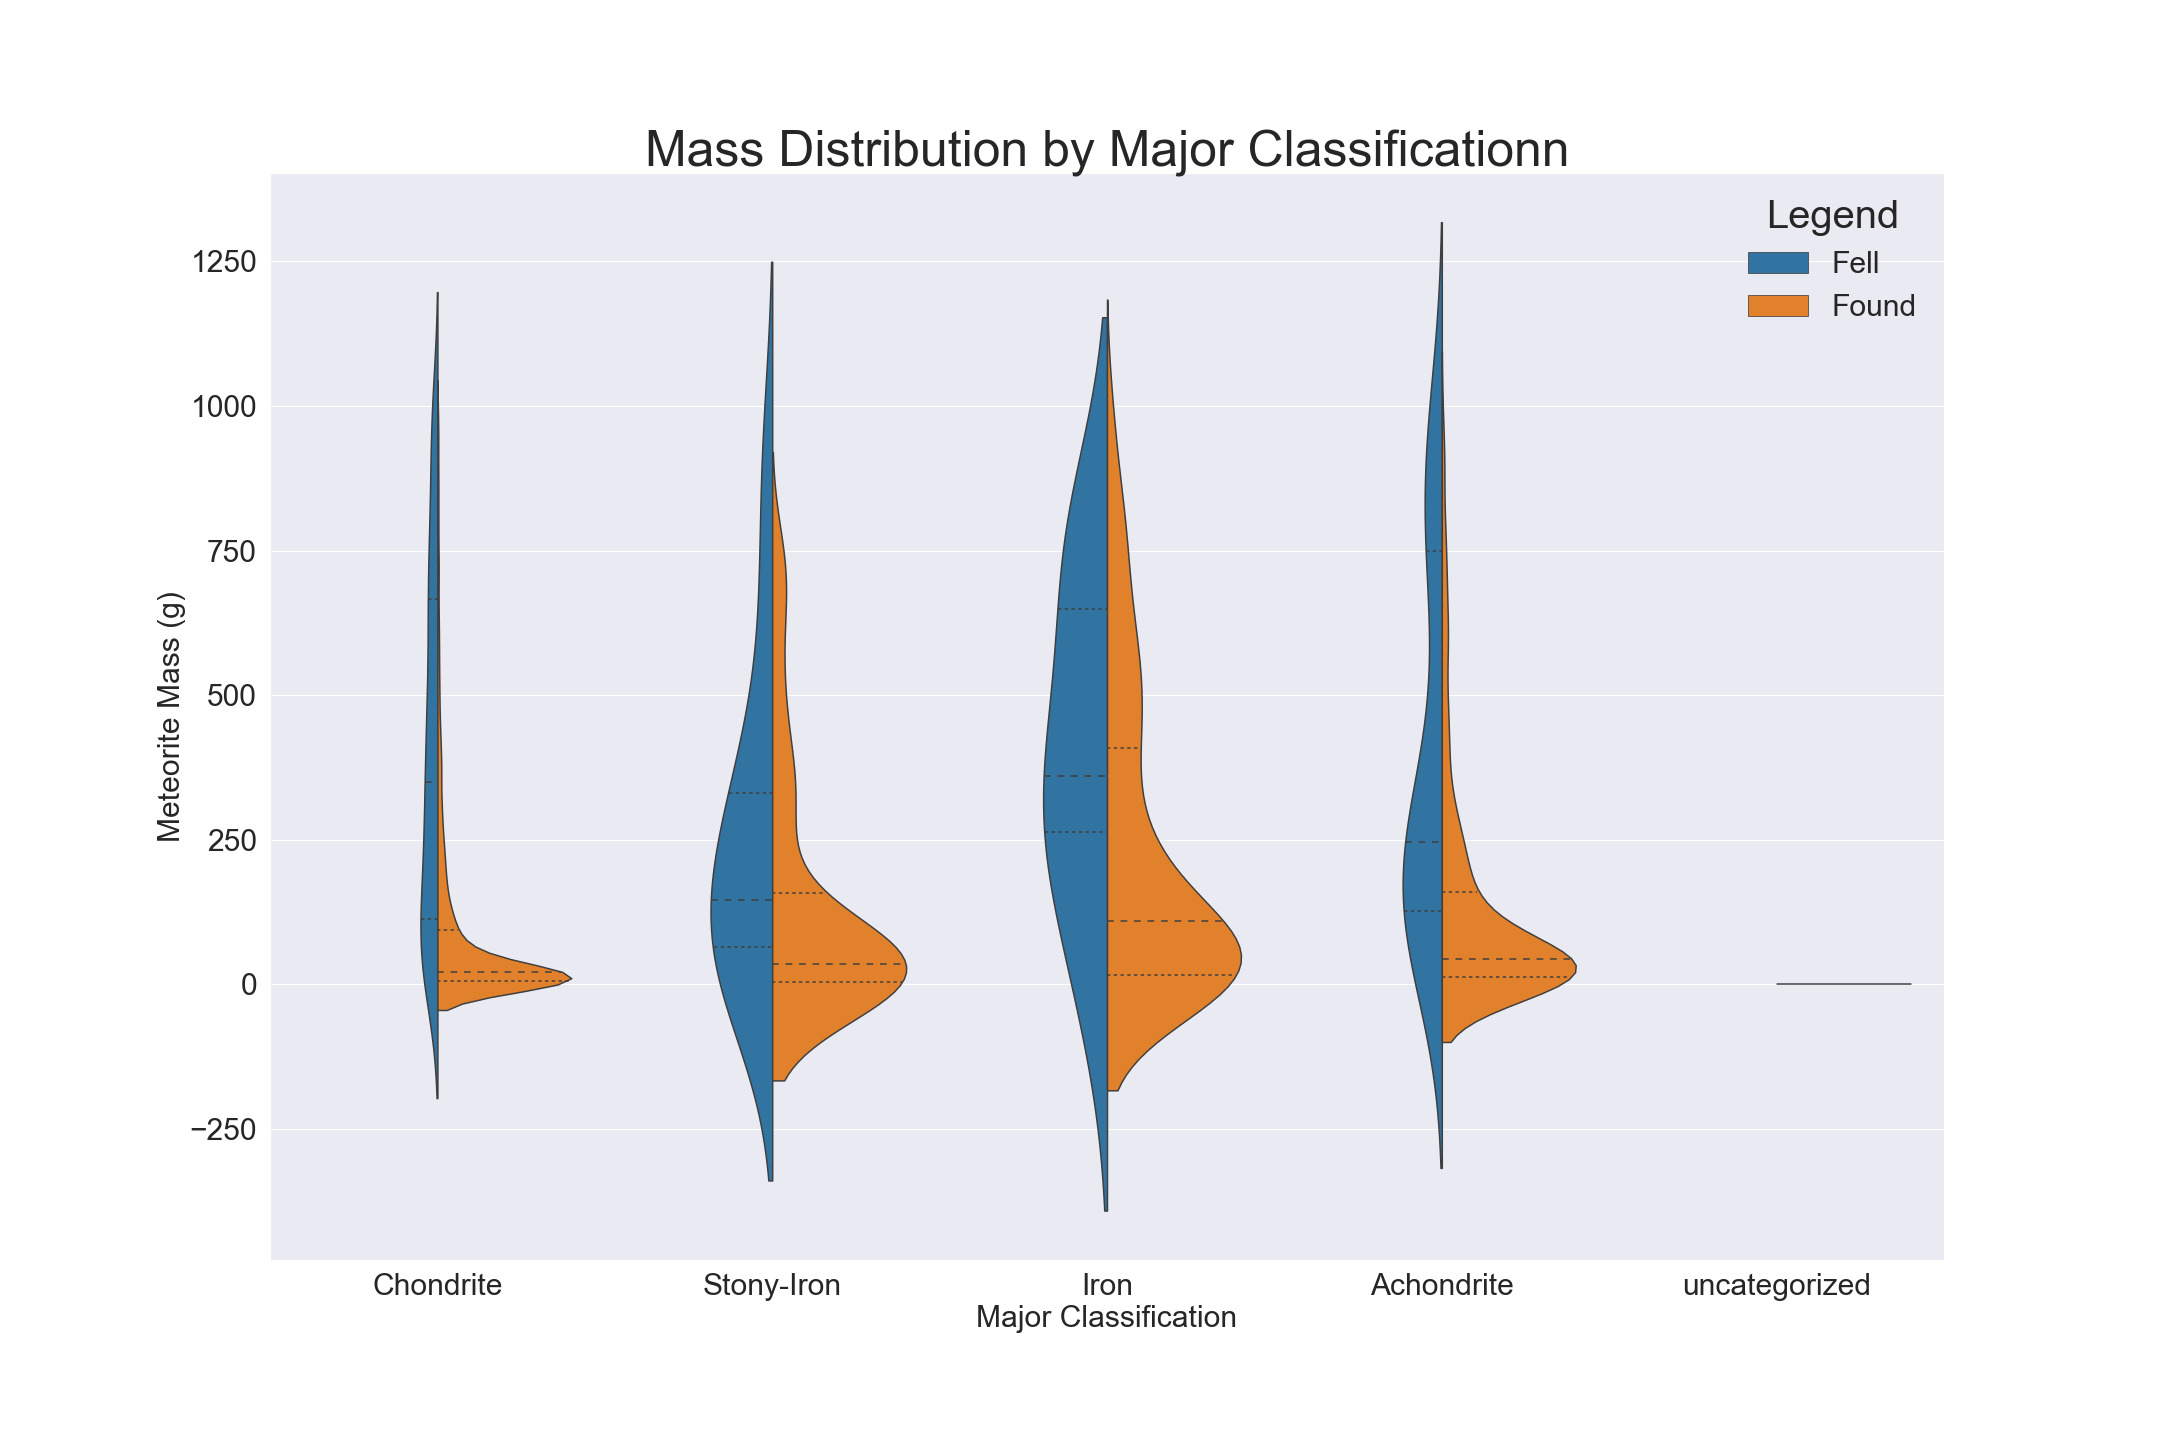 Mass Distribution by Major Classificationn
Legend
Fell
Found
1250
1000
750
500
250
0
−250
Meteorite Mass (g)
Chondrite Stony-Iron Iron Achondrite uncategorized
Major Classification